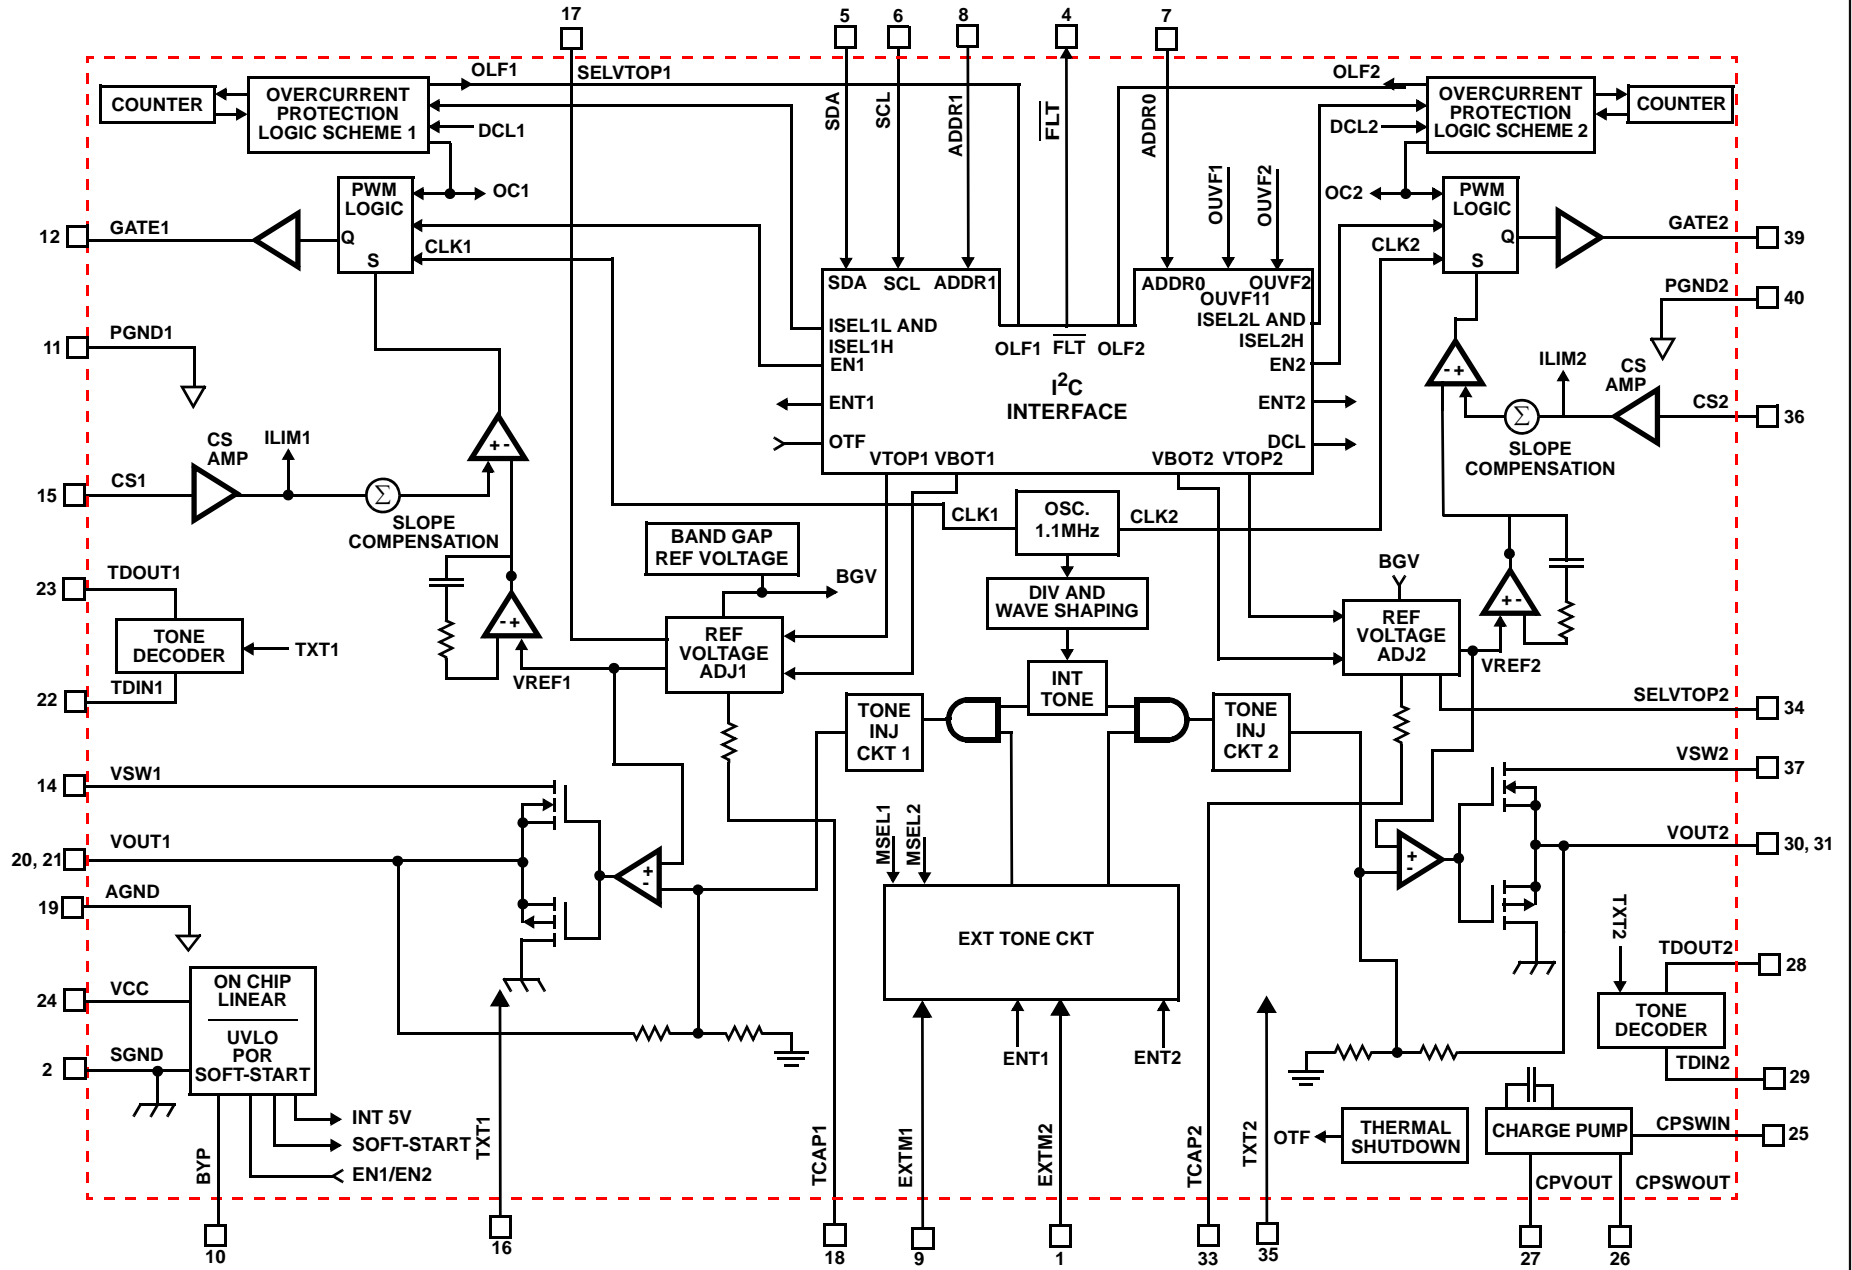 17
5
6
8
4
7
OLF1
SELVTOP1
SDA
SCL
ADDR1
FLT
ADDR0
OLF2
COUNTER
OVERCURRENT
PROTECTION
LOGIC SCHEME 1
DCL1
OC1
OUVF1
OUVF2
DCL2
OC2
OVERCURRENT
PROTECTION
LOGIC SCHEME 2
COUNTER
12
GATE1
PWM
LOGIC
Q
S
CLK1
CLK2
PWM
LOGIC
Q
S
GATE2
39
PGND2
40
11
PGND1
SDA
SCL
ADDR1
ADDR0
OUVF2
OUVF11
ISEL1L AND
ISEL1H
EN1
ENT1
OTF
OLF1
FLT
OLF2
I2C
INTERFACE
ISEL2L AND
ISEL2H
EN2
ENT2
DCL
VTOP1
VBOT1
VBOT2
VTOP2
15
CS1
CS
AMP
ILIM1
Σ
SLOPE
COMPENSATION
ILIM2
CS
AMP
CS2
36
Σ
SLOPE
COMPENSATION
BAND GAP
REF VOLTAGE
BGV
CLK1
OSC.
1.1MHz
CLK2
DIV AND
WAVE SHAPING
INT
TONE
BGV
23
TDOUT1
TONE
DECODER
TXT1
TDIN1
22
VREF1
REF
VOLTAGE
ADJ1
REF
VOLTAGE
ADJ2
VREF2
SELVTOP2
34
TONE
INJ
CKT 1
TONE
INJ
CKT 2
14
VSW1
VSW2
37
20, 21
VOUT1
VOUT2
30, 31
19
AGND
MSEL1
MSEL2
EXT TONE CKT
ENT1
ENT2
24
VCC
ON CHIP
LINEAR
UVLO
POR
SOFT-START
2
SGND
INT 5V
SOFT-START
EN1/EN2
BYP
10
TXT1
16
TCAP1
18
EXTM1
9
EXTM2
1
TCAP2
33
TXT2
35
OTF
THERMAL
SHUTDOWN
TXT2
TDOUT2
28
TONE
DECODER
TDIN2
29
CHARGE PUMP
CPSWIN
25
CPVOUT
CPSWOUT
27
26
+
-
+
-
- +
+ -
- +
+ -